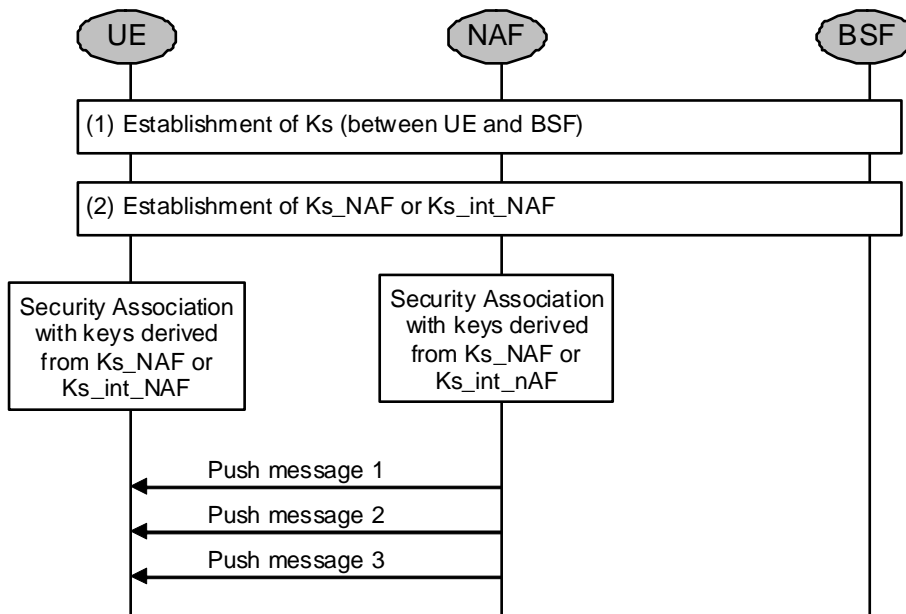 UE
NAF
BSF
(1) Establishment of Ks (between UE and BSF)
(2) Establishment of Ks_NAF or Ks_int_NAF
Security Association
with keys derived
from Ks_NAF or
Ks_int_NAF
Security Association
with keys derived
from Ks_NAF or
Ks_int_nAF
Push message 1
Push message 2
Push message 3